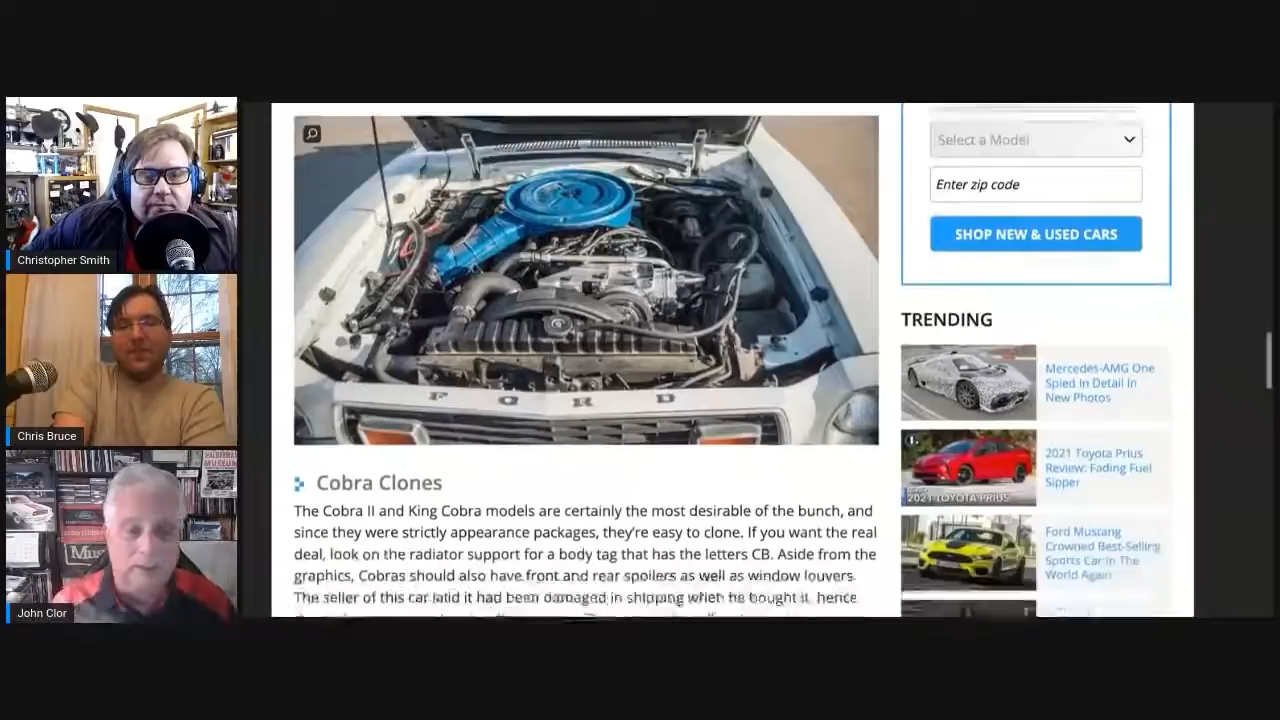 Christopher Smith
Chris Bruce
HALDERMAN
MUSEUM
John Clor
FORD
Cobra Clones
The Cobra II and King Cobra models are certainly the most desirable of the bunch, and
since they were strictly appearance packages, they're easy to clone. If you want the real
deal, look on the radiator support for a body tag that has the letters CB. Aside from the
graphics, Cobras should also have front and rear spoilers as well as window louvers.
The seller of this car said it had been damaged in shipping when he bought it, hence
Select a Model
Enter zip code
SHOP NEW & USED CARS
TRENDING
Mercedes-AMG One
Spied In Detail In
New Photos
2021 TOYOTA PRIUS
2021 Toyota Prius
Review: Fading Fuel
Sipper
Ford Mustang
Crowned Best-Selling
Sports Car In The
World Again